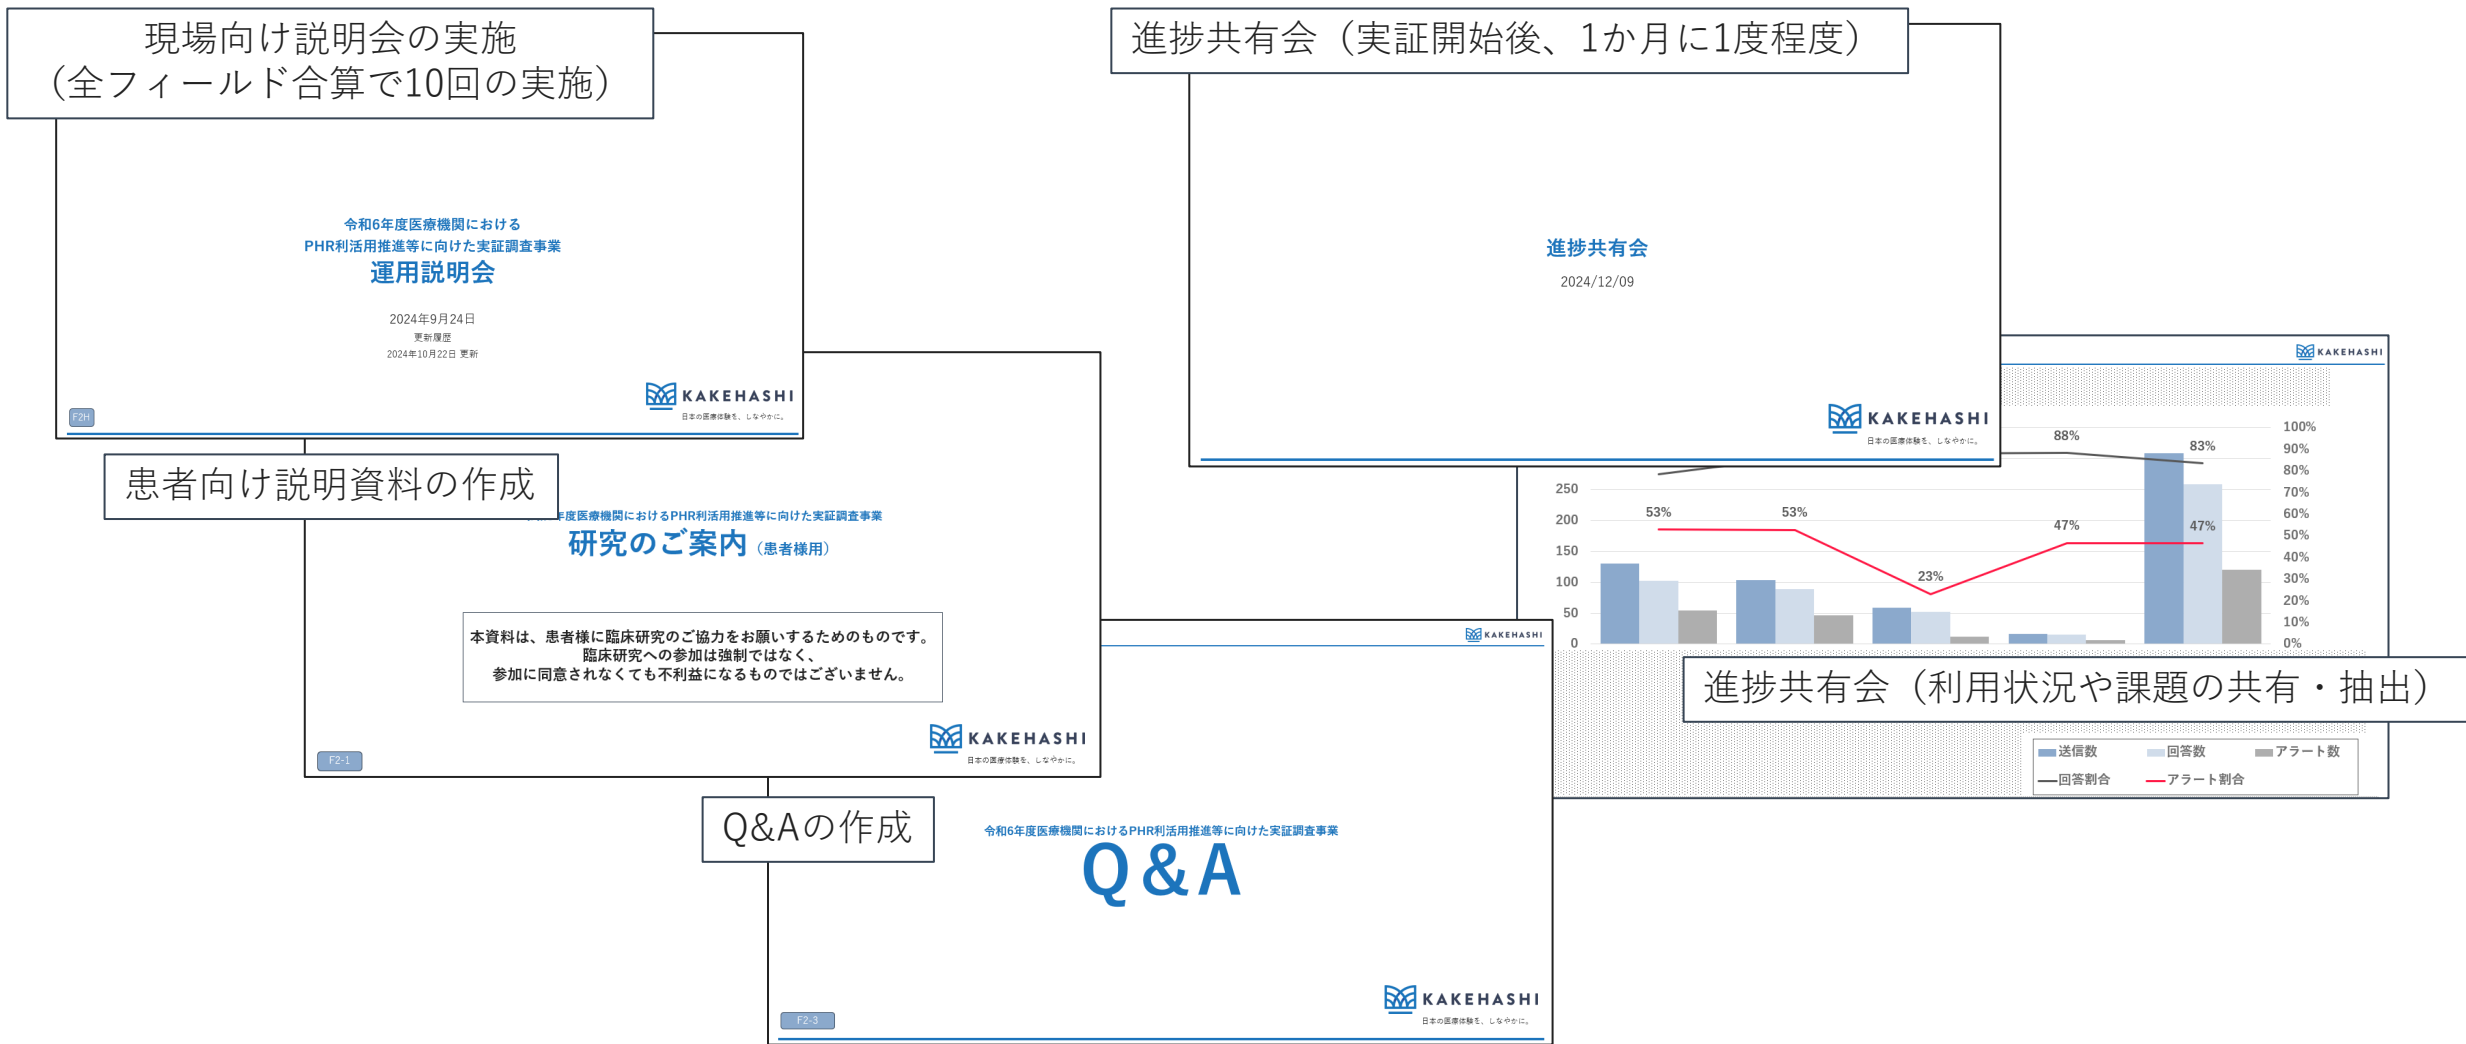 現場向け説明会の実施
（全フィールド合算で10回の実施）
令和6年度医療機関における
PHR利活用推進等に向けた実証調査事業
運用説明会
2024年9月24日
更新履歴
2024年10月22日 更新
KAKEHASHI
日本の医療体験を、しなやかに。
F2H
患者向け説明資料の作成
年度医療機関におけるPHR利活用推進等に向けた実証調査事業
研究のご案内（患者様用）
本資料は、患者様に臨床研究のご協力をお願いするためのものです。
臨床研究への参加は強制ではなく、
参加に同意されなくても不利益になるものではございません。
KAKEHASHI
日本の医療体験を、しなやかに。
F2-1
Q&Aの作成
KAKEHASHI
令和6年度医療機関におけるPHR利活用推進等に向けた実証調査事業
Q&A
KAKEHASHI
日本の医療体験を、しなやかに。
F2-3
進捗共有会（実証開始後、1か月に1度程度）
進捗共有会
2024/12/09
KAKEHASHI
日本の医療体験を、しなやかに。
KAKEHASHI
88%
83%
53%
53%
23%
47%
47%
250
200
150
100
50
0
100%
90%
80%
70%
60%
50%
40%
30%
20%
10%
0%
進捗共有会（利用状況や課題の共有・抽出）
送信数 回答数 アラート数
回答割合 アラート割合